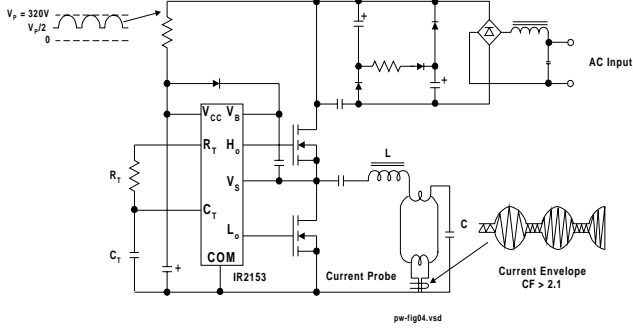 V_P = 320V
V_P/2
0
AC Input
V_CC V_B
R_T H_o
V_S
C_T
L_o
COM
IR2153
R_T
C_T
+
+
+
L
C
Current Probe
Current Envelope
CF > 2.1
pw-fig04.vsd